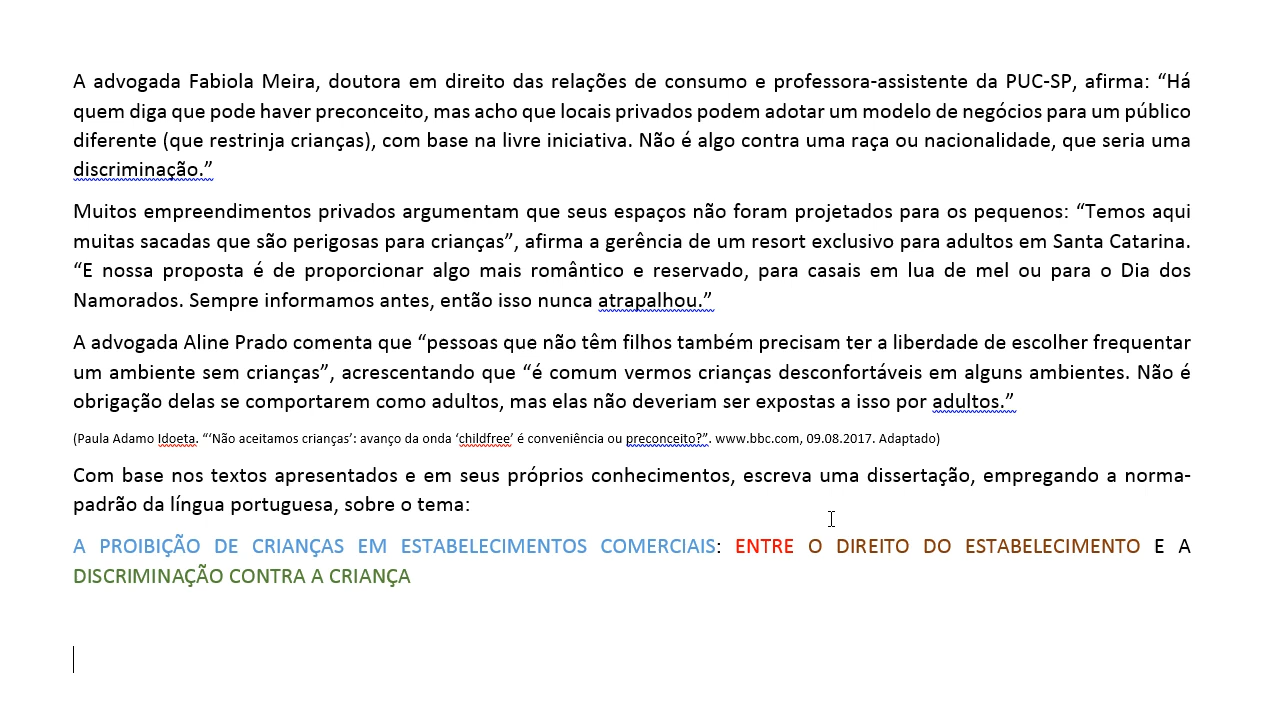 A advogada Fabiola Meira, doutora em direito das relações de consumo e professora-assistente da PUC-SP, afirma: “Há
quem diga que pode haver preconceito, mas acho que locais privados podem adotar um modelo de negócios para um público
diferente (que restrinja crianças), com base na livre iniciativa. Não é algo contra uma raça ou nacionalidade, que seria uma
discriminação.”
Muitos empreendimentos privados argumentam que seus espaços não foram projetados para os pequenos: “Temos aqui
muitas sacadas que são perigosas para crianças”, afirma a gerência de um resort exclusivo para adultos em Santa Catarina.
“E nossa proposta é de proporcionar algo mais romântico e reservado, para casais em lua de mel ou para o Dia dos
Namorados. Sempre informamos antes, então isso nunca atrapalhou.”
A advogada Aline Prado comenta que “pessoas que não têm filhos também precisam ter a liberdade de escolher frequentar
um ambiente sem crianças”, acrescentando que “é comum vermos crianças desconfortáveis em alguns ambientes. Não é
obrigação delas se comportarem como adultos, mas elas não deveriam ser expostas a isso por adultos.”
(Paula Adamo Idoeta. “‘Não aceitamos crianças’: avanço da onda ‘childfree’ é conveniência ou preconceito?”. www.bbc.com, 09.08.2017. Adaptado)
Com base nos textos apresentados e em seus próprios conhecimentos, escreva uma dissertação, empregando a norma-
padrão da língua portuguesa, sobre o tema:
A PROIBIÇÃO DE CRIANÇAS EM ESTABELECIMENTOS COMERCIAIS: ENTRE O DIREITO DO ESTABELECIMENTO E A
DISCRIMINAÇÃO CONTRA A CRIANÇA